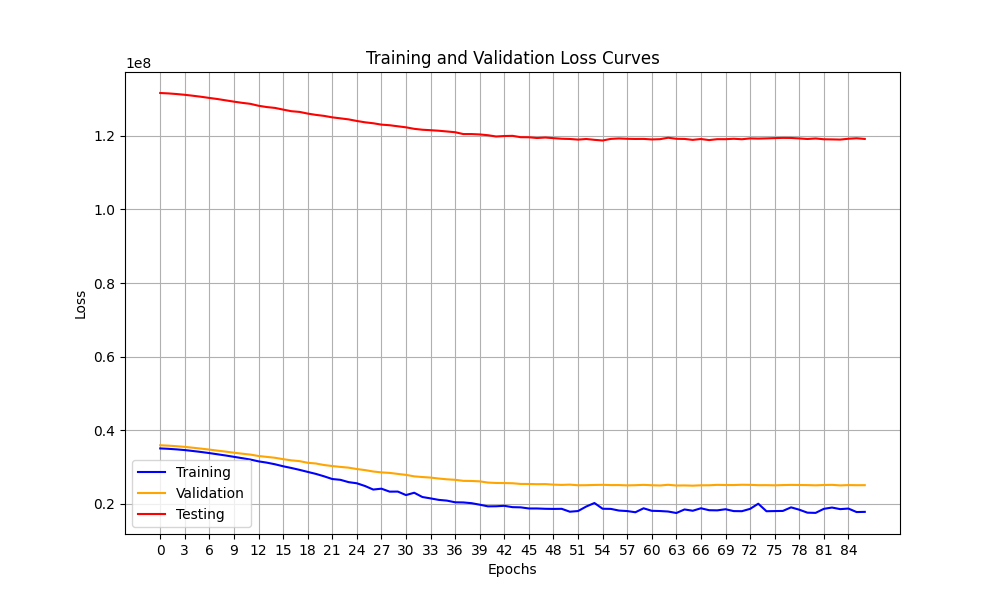 Training and Validation Loss Curves
1e8
1.2
1.0
0.8
0.6
0.4
0.2
Loss
Training
Validation
Testing
0 3 6 9 12 15 18 21 24 27 30 33 36 39 42 45 48 51 54 57 60 63 66 69 72 75 78 81 84
Epochs